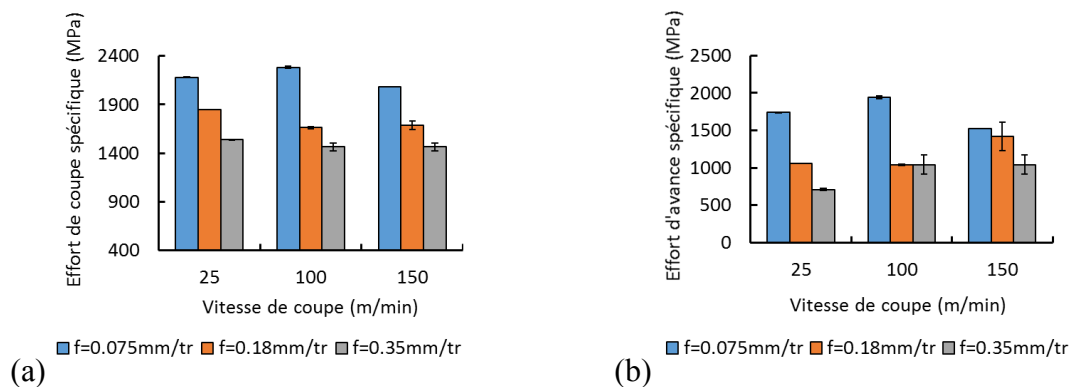 Effort de coupe spécifique (MPa)
2400
1900
1400
900
400
25 100 150
Vitesse de coupe (m/min)
f=0.075mm/tr f=0.18mm/tr f=0.35mm/tr
(a)
Effort d'avance spécifique (MPa)
2500
2000
1500
1000
500
0
25 100 150
Vitesse de coupe (m/min)
f=0.075mm/tr f=0.18mm/tr f=0.35mm/tr
(b)